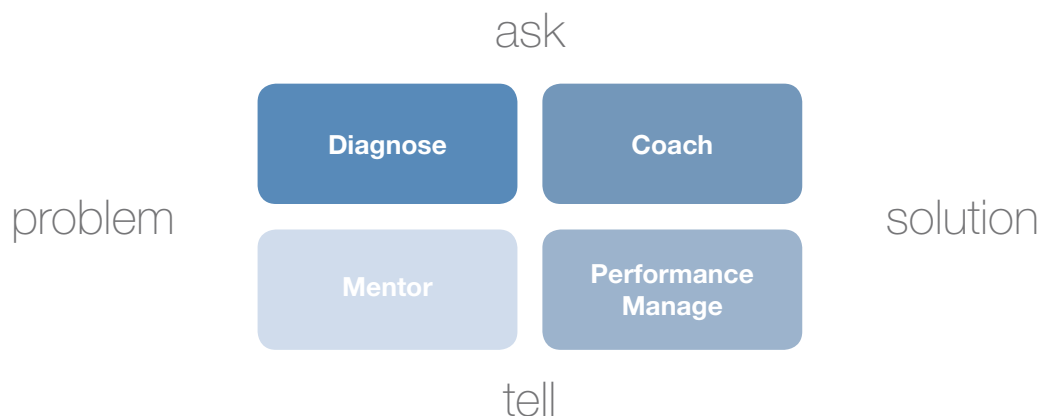 ask
Diagnose
Coach
problem
solution
Mentor
Performance
Manage
tell